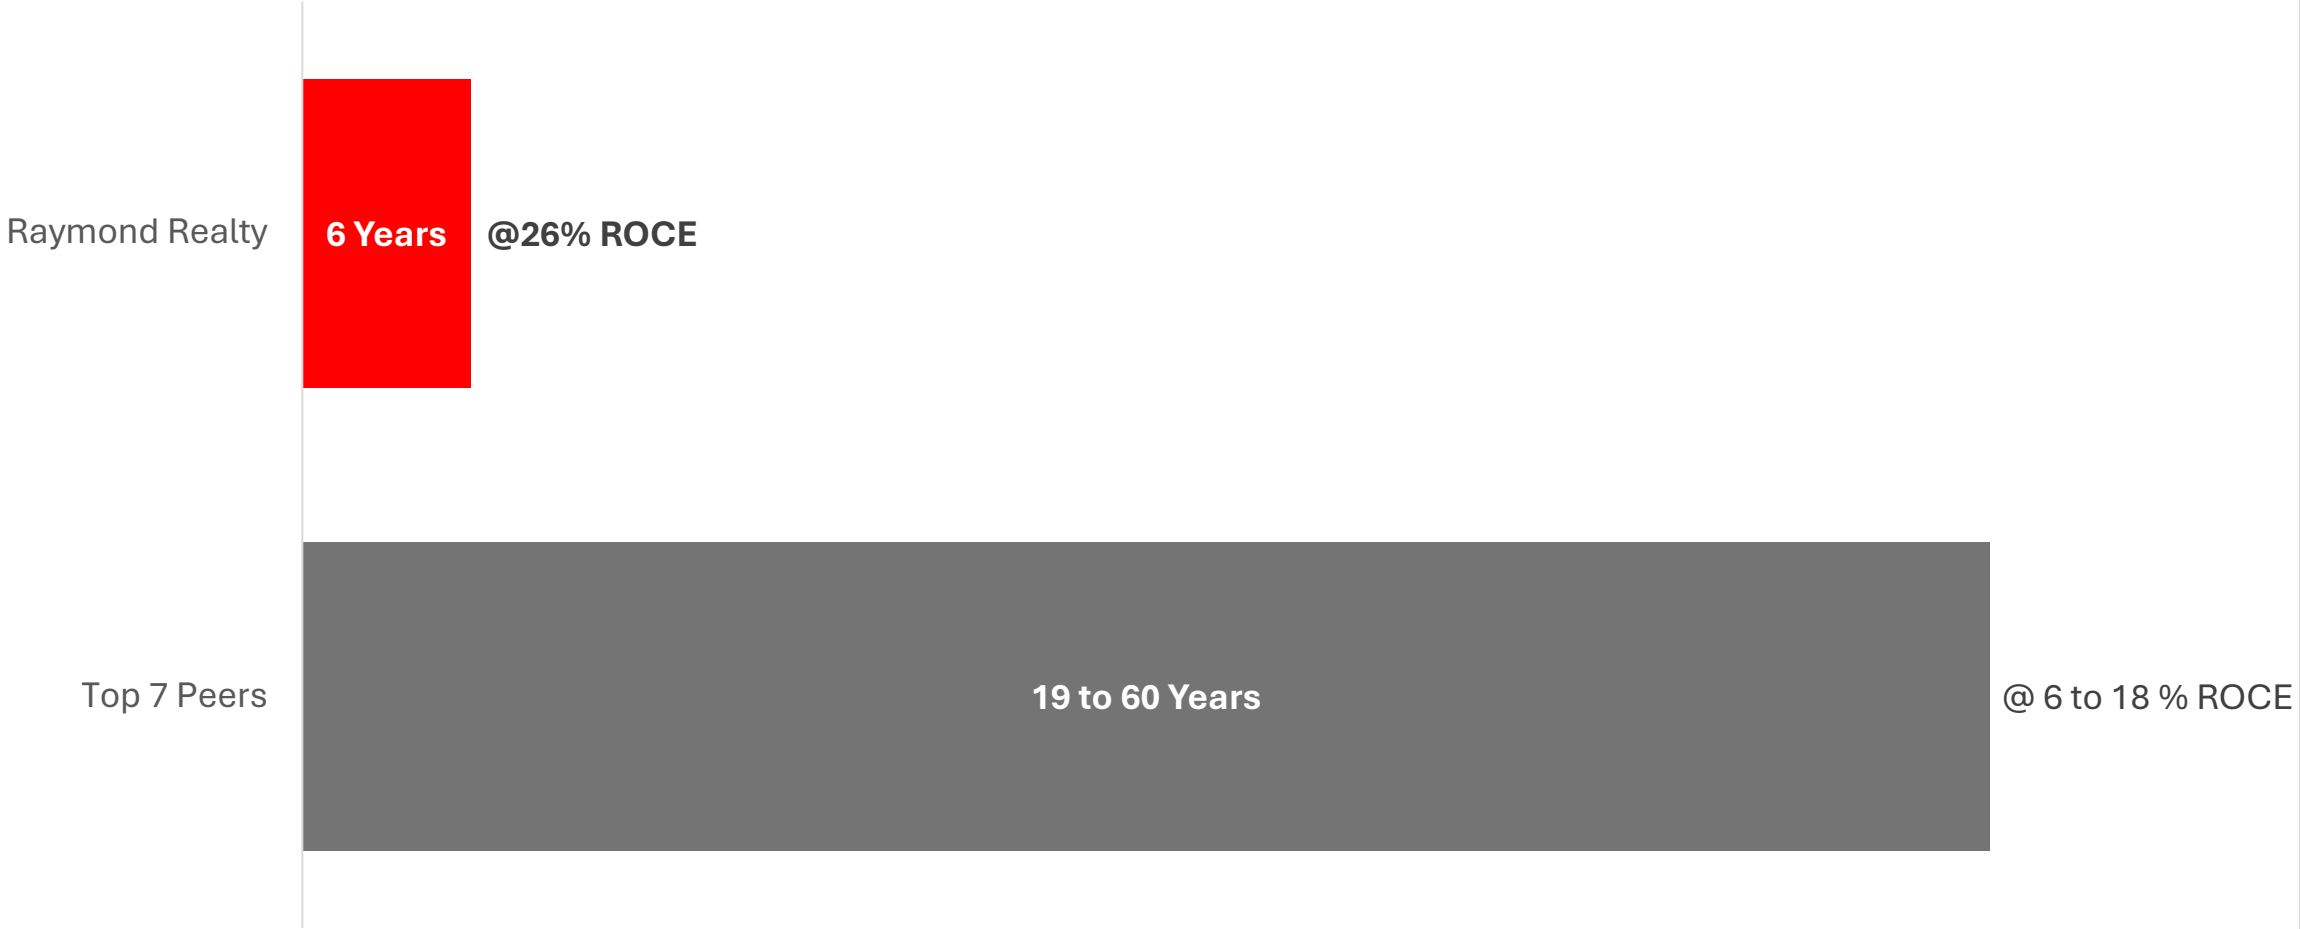 Raymond Realty
6 Years
@26% ROCE
Top 7 Peers
19 to 60 Years
@ 6 to 18 % ROCE